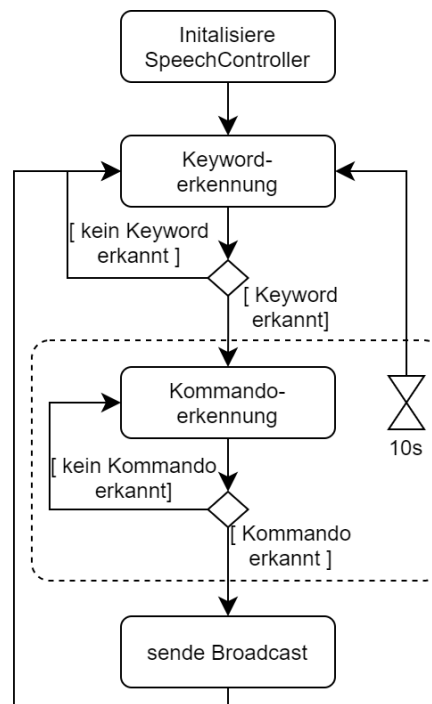 Initalisiere
SpeechController
Keyword-
erkennung
[ kein Keyword
erkannt ]
[ Keyword
erkannt]
Kommando-
erkennung
10s
[ kein Kommando
erkannt]
[ Kommando
erkannt ]
sende Broadcast